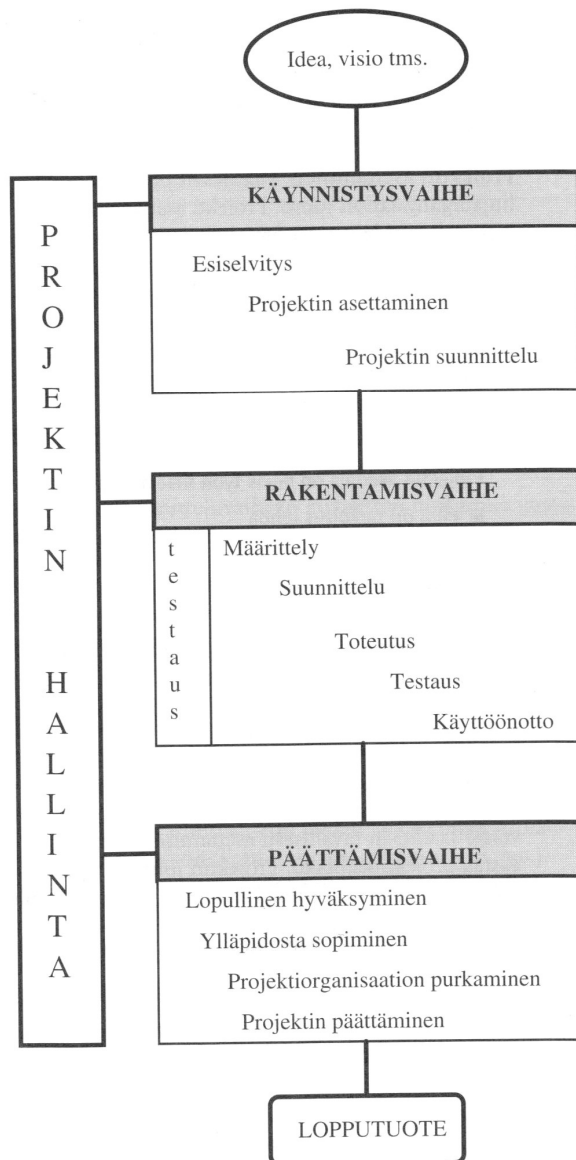 Idea, visio tms.
PROJEKTIN HALLINTA
KÄYNNISTYSVAIHE
Esiselvitys
Projektin asettaminen
Projektin suunnittelu
RAKENTAMISVAIHE
testaus
Määrittely
Suunnittelu
Toteutus
Testaus
Käyttöönotto
PÄÄTTÄMISVAIHE
Lopullinen hyväksyminen
Ylläpidosta sopiminen
Projektiorganisaation purkaminen
Projektin päättäminen
LOPPUTUOTE